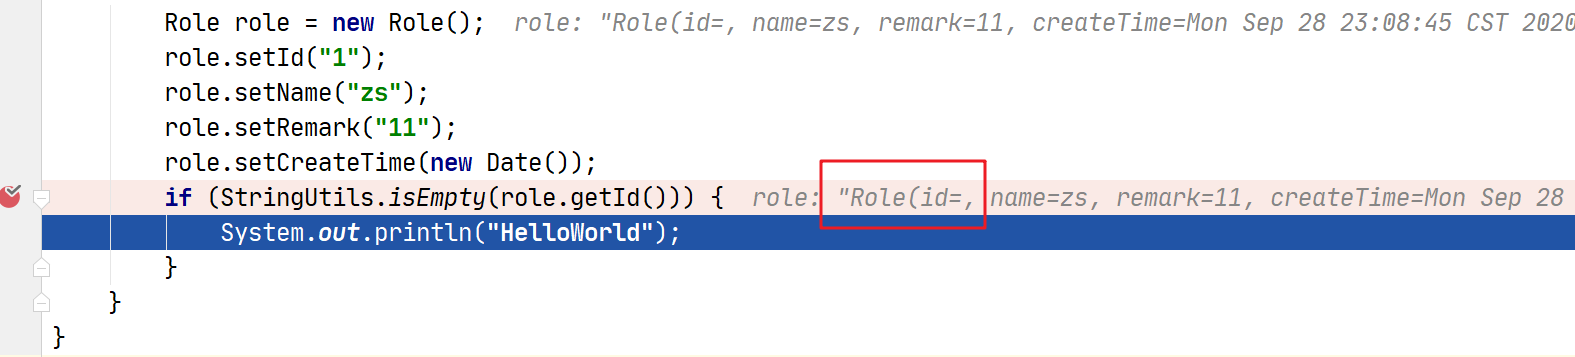 Role role = new Role();  role: "Role(id=, name=zs, remark=11, createTime=Mon Sep 28 23:08:45 CST 2020
role.setId("1");
role.setName("zs");
role.setRemark("11");
role.setCreateTime(new Date());
if (StringUtils.isEmpty(role.getId())) {  role: "Role(id=, name=zs, remark=11, createTime=Mon Sep 28
System.out.println("HelloWorld");
}
}
}